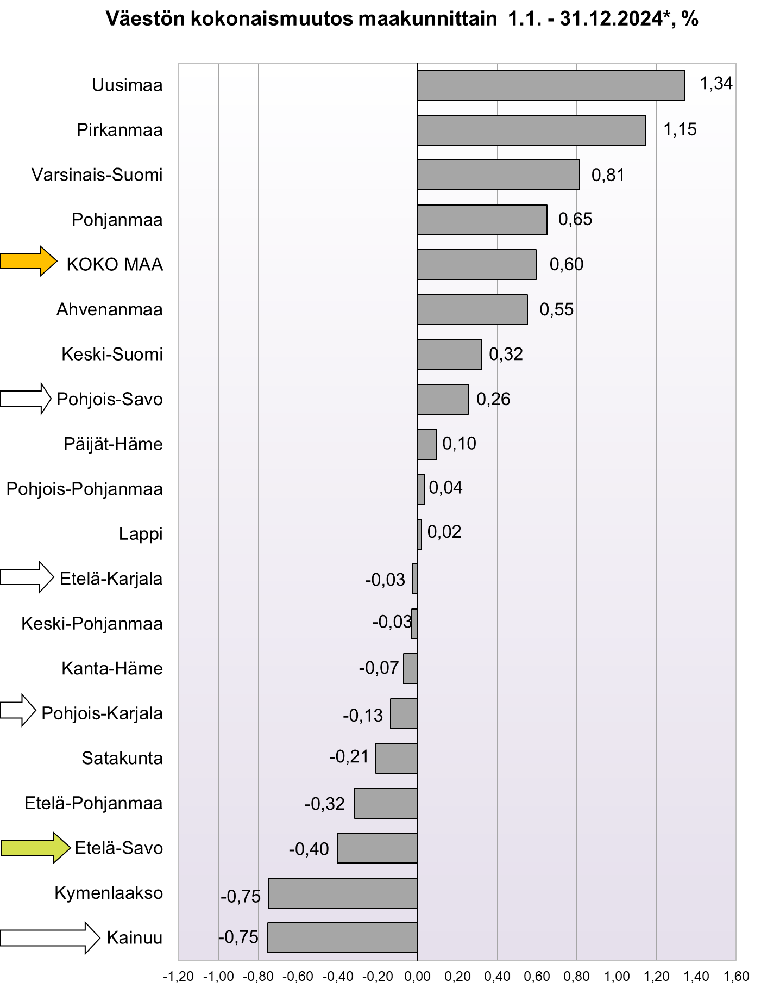 Väestön kokonaismuutos maakunnittain 1.1. - 31.12.2024*, %
Uusimaa 1,34
Pirkanmaa 1,15
Varsinais-Suomi 0,81
Pohjanmaa 0,65
KOKO MAA 0,60
Ahvenanmaa 0,55
Keski-Suomi 0,32
Pohjois-Savo 0,26
Päijät-Häme 0,10
Pohjois-Pohjanmaa 0,04
Lappi 0,02
Etelä-Karjala -0,03
Keski-Pohjanmaa -0,03
Kanta-Häme -0,07
Pohjois-Karjala -0,13
Satakunta -0,21
Etelä-Pohjanmaa -0,32
Etelä-Savo -0,40
Kymenlaakso -0,75
Kainuu -0,75
-1,20 -1,00 -0,80 -0,60 -0,40 -0,20 0,00 0,20 0,40 0,60 0,80 1,00 1,20 1,40 1,60